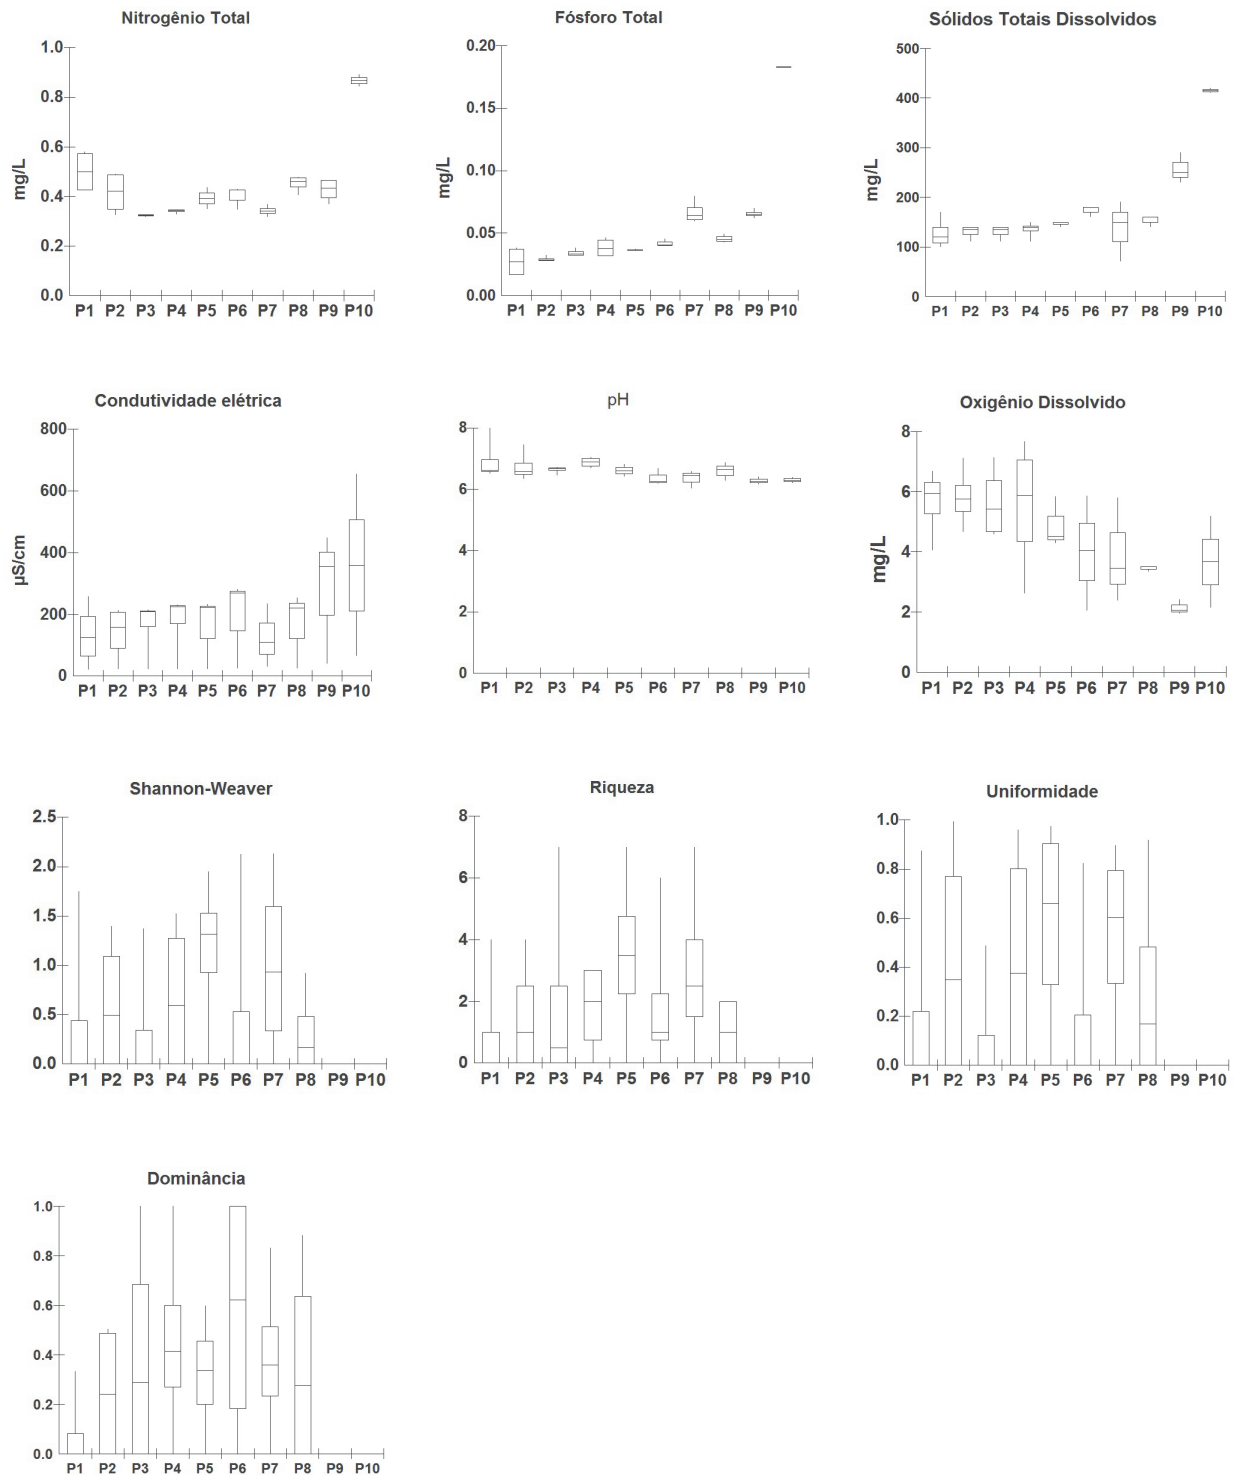 Nitrogênio Total
mg/L
1.0
0.8
0.6
0.4
0.2
0.0
P1 P2 P3 P4 P5 P6 P7 P8 P9 P10
Fósforo Total
mg/L
0.20
0.15
0.10
0.05
0.00
P1 P2 P3 P4 P5 P6 P7 P8 P9 P10
Sólidos Totais Dissolvidos
mg/L
500
400
300
200
100
0
P1 P2 P3 P4 P5 P6 P7 P8 P9 P10
Condutividade elétrica
µS/cm
800
600
400
200
0
P1 P2 P3 P4 P5 P6 P7 P8 P9 P10
pH
8
6
4
2
0
P1 P2 P3 P4 P5 P6 P7 P8 P9 P10
Oxigênio Dissolvido
mg/L
8
6
4
2
0
P1 P2 P3 P4 P5 P6 P7 P8 P9 P10
Shannon-Weaver
2.5
2.0
1.5
1.0
0.5
0.0
P1 P2 P3 P4 P5 P6 P7 P8 P9 P10
Riqueza
8
6
4
2
0
P1 P2 P3 P4 P5 P6 P7 P8 P9 P10
Uniformidade
1.0
0.8
0.6
0.4
0.2
0.0
P1 P2 P3 P4 P5 P6 P7 P8 P9 P10
Dominância
1.0
0.8
0.6
0.4
0.2
0.0
P1 P2 P3 P4 P5 P6 P7 P8 P9 P10